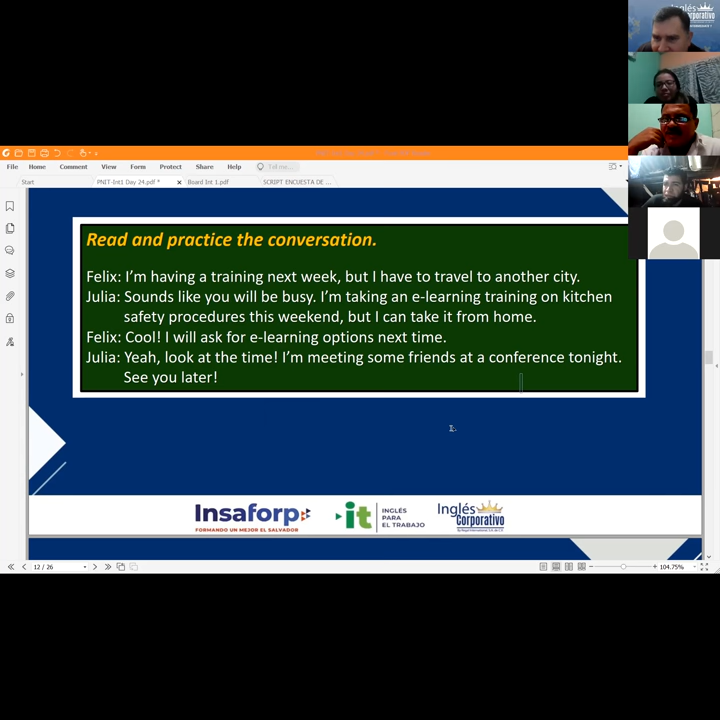 Inglés
Corporativo
File Home Comment View Form Protect Share Help Tell me...
Start PNIT-Int1 Day 24.pdf * Board Int 1.pdf SCRIPT ENCUESTA DE ...
Read and practice the conversation.
Felix: I'm having a training next week, but I have to travel to another city.
Julia: Sounds like you will be busy. I'm taking an e-learning training on kitchen
safety procedures this weekend, but I can take it from home.
Felix: Cool! I will ask for e-learning options next time.
Julia: Yeah, look at the time! I'm meeting some friends at a conference tonight.
See you later!
Insaforp
FORMANDO UN MEJOR EL SALVADOR
it
INGLÉS
PARA
EL TRABAJO
Inglés
Corporativo
12 / 26
104.75%